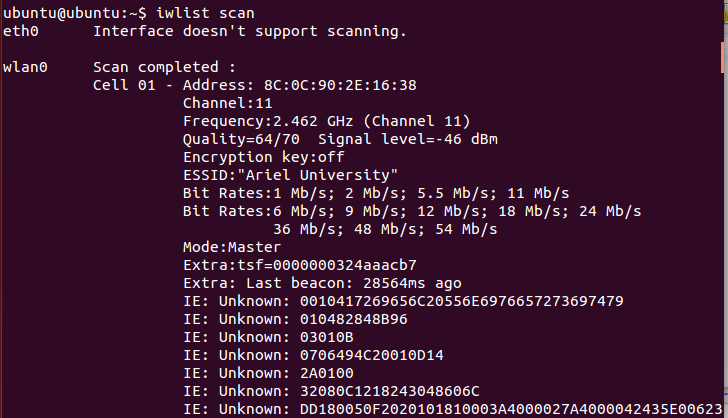 ubuntu@ubuntu:~$ iwlist scan
eth0      Interface doesn't support scanning.
wlan0     Scan completed :
Cell 01 - Address: 8C:0C:90:2E:16:38
Channel:11
Frequency:2.462 GHz (Channel 11)
Quality=64/70  Signal level=-46 dBm
Encryption key:off
ESSID:"Ariel University"
Bit Rates:1 Mb/s; 2 Mb/s; 5.5 Mb/s; 11 Mb/s
Bit Rates:6 Mb/s; 9 Mb/s; 12 Mb/s; 18 Mb/s; 24 Mb/s
36 Mb/s; 48 Mb/s; 54 Mb/s
Mode:Master
Extra:tsf=0000000324aaacb7
Extra: Last beacon: 28564ms ago
IE: Unknown: 0010417269656C20556E6976657273697479
IE: Unknown: 010482848B96
IE: Unknown: 03010B
IE: Unknown: 0706494C20010D14
IE: Unknown: 2A0100
IE: Unknown: 32080C1218243048606C
IE: Unknown: DD180050F2020101810003A4000027A4000042435E00623